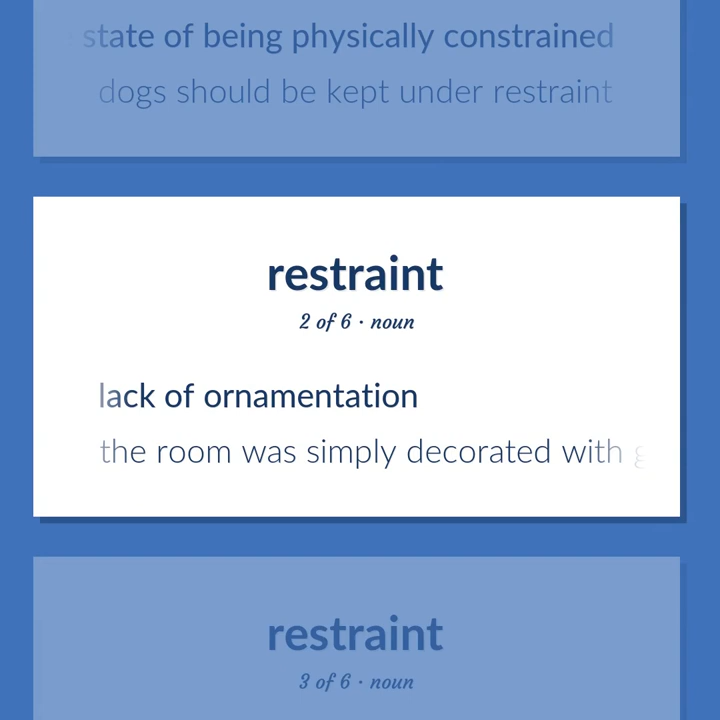 state of being physically constrained
dogs should be kept under restraint
restraint
2 of 6 · noun
lack of ornamentation
the room was simply decorated with
restraint
3 of 6 · noun